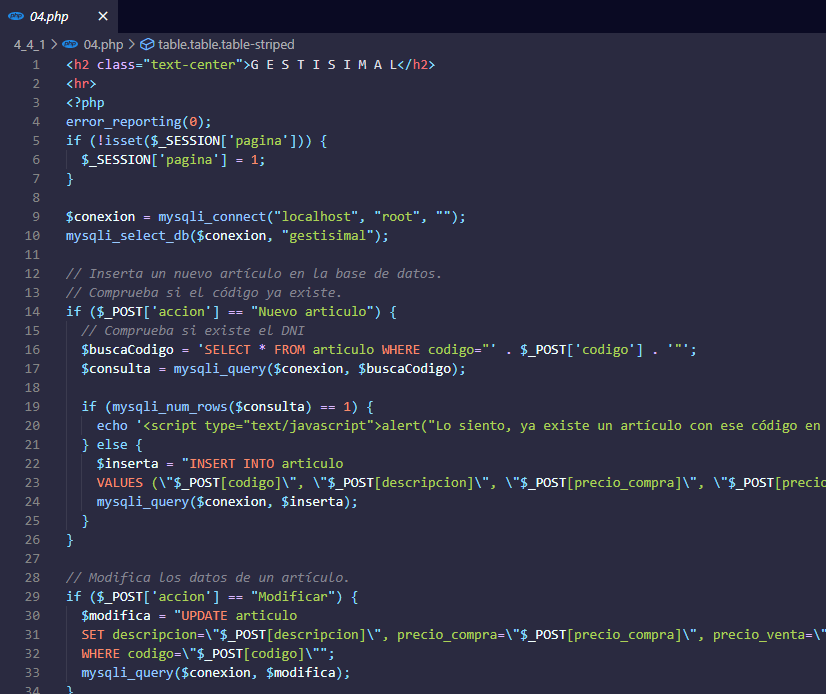 php 04.php ×
4_4_1 > php 04.php > table.table.table-striped
1 <h2 class="text-center">G E S T I S I M A L</h2>
2 <hr>
3 <?php
4 error_reporting(0);
5 if (!isset($_SESSION['pagina'])) {
6   $_SESSION['pagina'] = 1;
7 }
8
9 $conexion = mysqli_connect("localhost", "root", "");
10 mysqli_select_db($conexion, "gestisimal");
11
12 // Inserta un nuevo artículo en la base de datos.
13 // Comprueba si el código ya existe.
14 if ($_POST['accion'] == "Nuevo articulo") {
15   // Comprueba si existe el DNI
16   $buscaCodigo = 'SELECT * FROM articulo WHERE codigo="' . $_POST['codigo'] . '"';
17   $consulta = mysqli_query($conexion, $buscaCodigo);
18
19   if (mysqli_num_rows($consulta) == 1) {
20     echo '<script type="text/javascript">alert("Lo siento, ya existe un artículo con ese código en
21   } else {
22     $inserta = "INSERT INTO articulo
23     VALUES (\"$_POST[codigo]\", \"$_POST[descripcion]\", \"$_POST[precio_compra]\", \"$_POST[precio
24     mysqli_query($conexion, $inserta);
25   }
26 }
27
28 // Modifica los datos de un artículo.
29 if ($_POST['accion'] == "Modificar") {
30   $modifica = "UPDATE articulo
31   SET descripcion=\"$_POST[descripcion]\", precio_compra=\"$_POST[precio_compra]\", precio_venta=\"
32   WHERE codigo=\"$_POST[codigo]\"";
33   mysqli_query($conexion, $modifica);
34 }